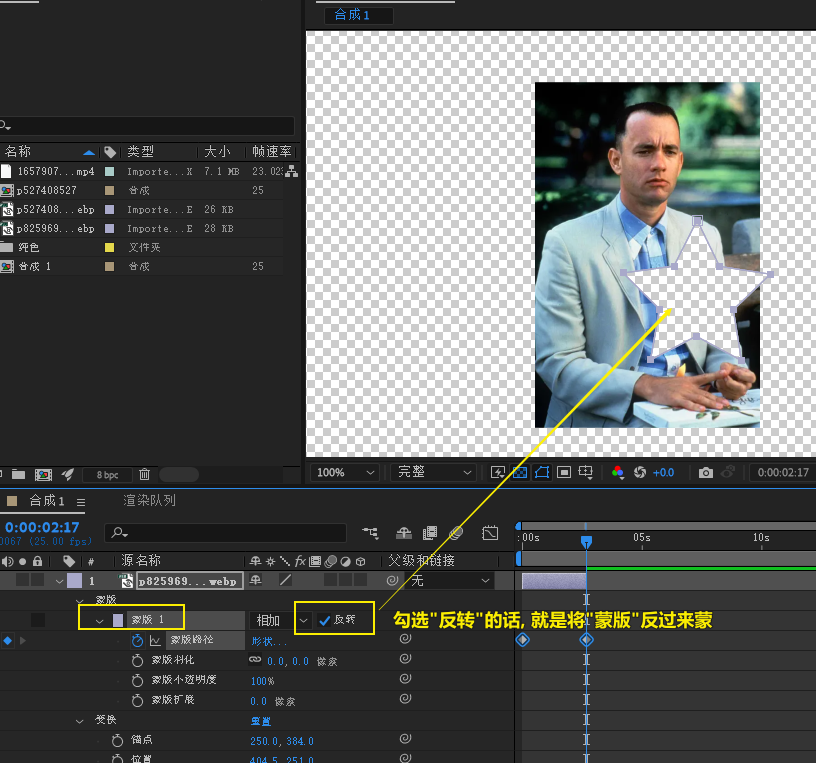 合成 1
名称 类型 大小 帧速率
1657907...mp4 Importe...X 7.1 MB 23.02
p527408527 合成 25
p527408...ebp Importe...E 26 KB
p825969...ebp Importe...E 28 KB
纯色 文件夹
合成 1 合成 25
8 bpc
100% 完整 +0.0 0:00:02:17
合成 1 渲染队列
0:00:02:17
0067 (25.00 fps)
:00s 05s 10s
# 源名称 fx 父级和链接
1 p825969...webp 无
蒙版
蒙版 1 相加 反转
勾选"反转"的话, 就是将"蒙版"反过来蒙
蒙版路径 形状...
蒙版羽化 0.0, 0.0 像素
蒙版不透明度 100%
蒙版扩展 0.0 像素
变换 重置
锚点 250.0, 384.0
位置 404.5, 251.0